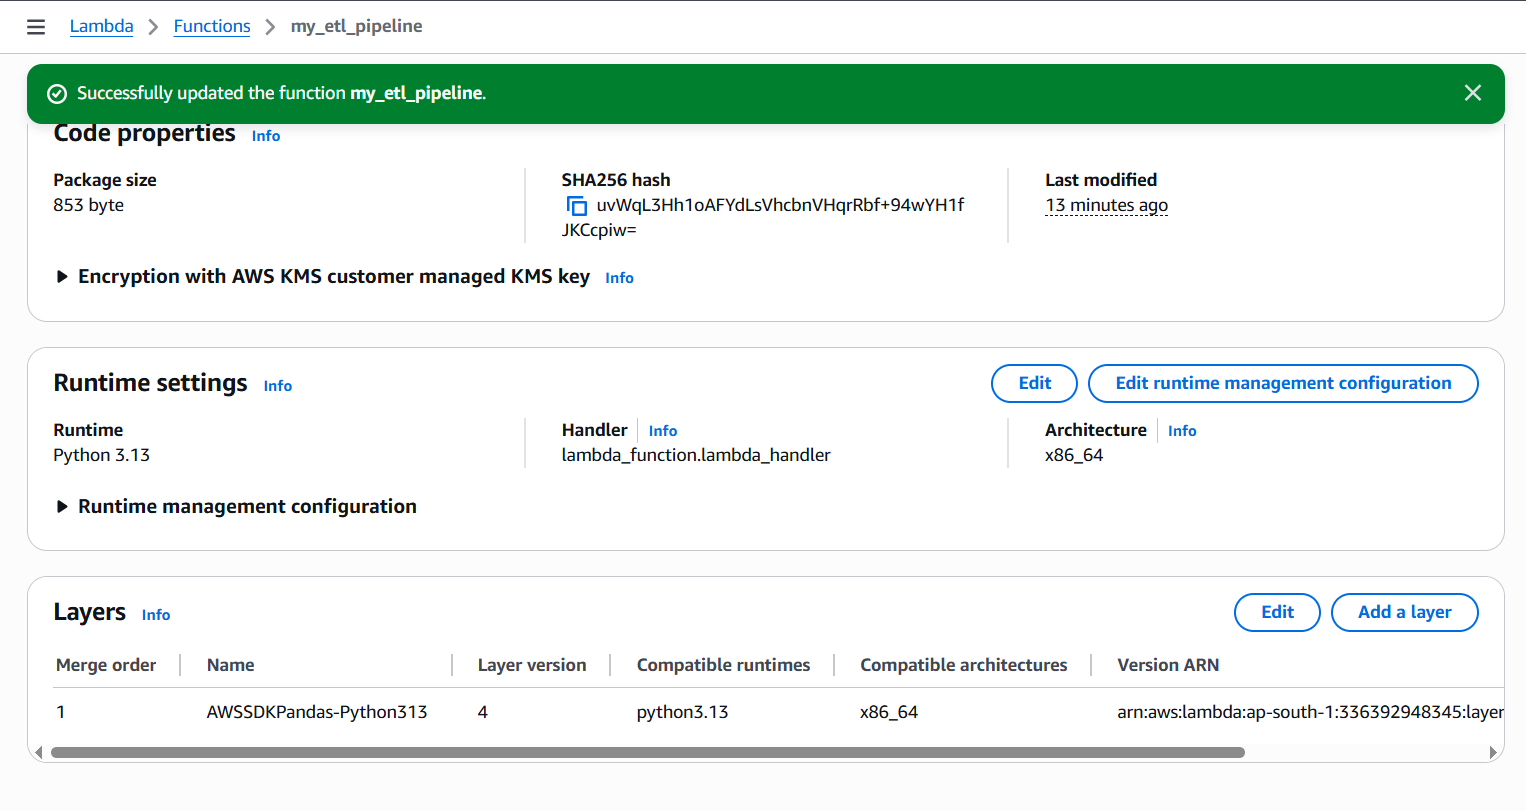 Lambda > Functions > my_etl_pipeline
Successfully updated the function my_etl_pipeline.
Code properties Info
Package size
853 byte
SHA256 hash
uvWqL3Hh1oAFYdLsVhcbnVHqrRbf+94wYH1f
JKCcpiw=
Last modified
13 minutes ago
Encryption with AWS KMS customer managed KMS key Info
Runtime settings Info
Edit
Edit runtime management configuration
Runtime
Python 3.13
Handler Info
lambda_function.lambda_handler
Architecture Info
x86_64
Runtime management configuration
Layers Info
Edit
Add a layer
Merge order Name Layer version Compatible runtimes Compatible architectures Version ARN
1 AWSSDKPandas-Python313 4 python3.13 x86_64 arn:aws:lambda:ap-south-1:336392948345:layer